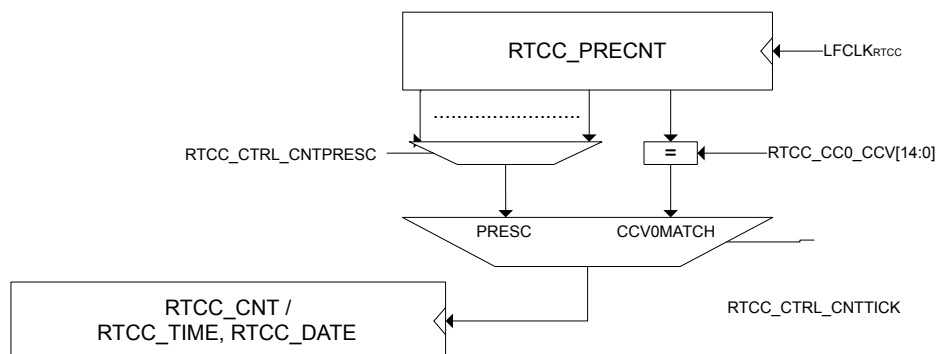 RTCC_PRECNT
LFCLKRTCC
RTCC_CTRL_CNTPRESC
=
RTCC_CC0_CCV[14:0]
PRESC
CCV0MATCH
RTCC_CNT /
RTCC_TIME, RTCC_DATE
RTCC_CTRL_CNTTICK